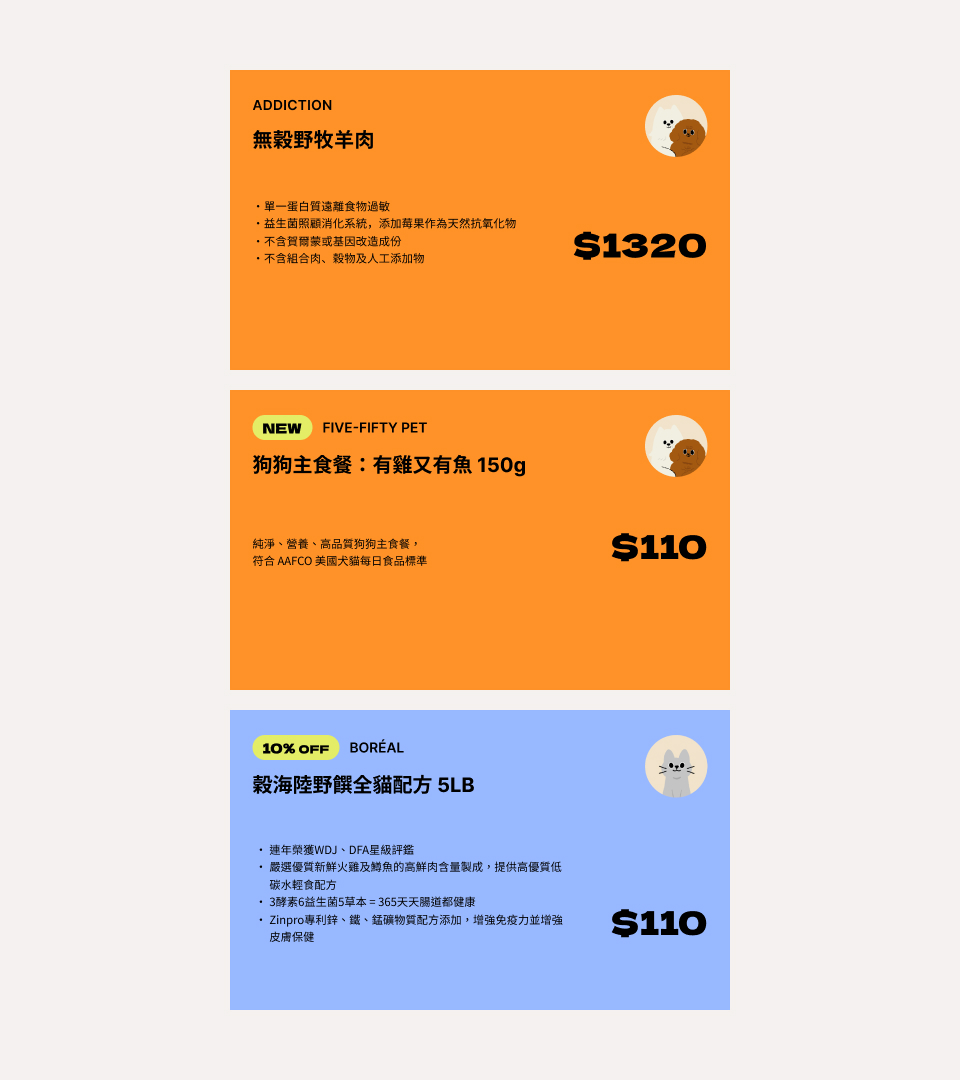 ADDICTION
無穀野牧羊肉
・單一蛋白質遠離食物過敏
・益生菌照顧消化系統，添加莓果作為天然抗氧化物
・不含賀爾蒙或基因改造成份
・不含組合肉、穀物及人工添加物
$1320
NEW FIVE-FIFTY PET
狗狗主食餐：有雞又有魚 150g
純淨、營養、高品質狗狗主食餐，
符合 AAFCO 美國犬貓每日食品標準
$110
10% OFF BORÉAL
穀海陸野饌全貓配方 5LB
・ 連年榮獲WDJ、DFA星級評鑑
・ 嚴選優質新鮮火雞及鱒魚的高鮮肉含量製成，提供高優質低
碳水輕食配方
・ 3酵素6益生菌5草本 = 365天天腸道都健康
・ Zinpro專利鋅、鐵、錳礦物質配方添加，增強免疫力並增強
皮膚保健
$110